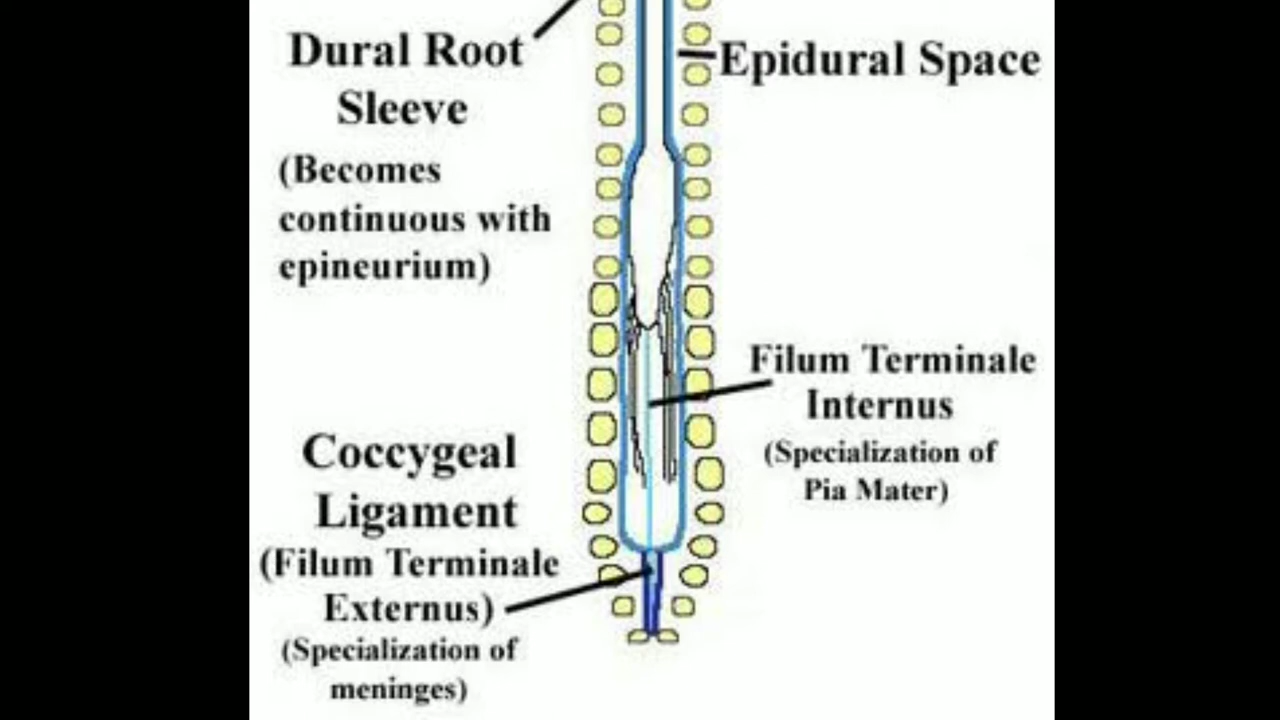 Dural Root
Sleeve
(Becomes
continuous with
epineurium)
Epidural Space
Filum Terminale
Internus
(Specialization of
Pia Mater)
Coccygeal
Ligament
(Filum Terminale
Externus)
(Specialization of
meninges)